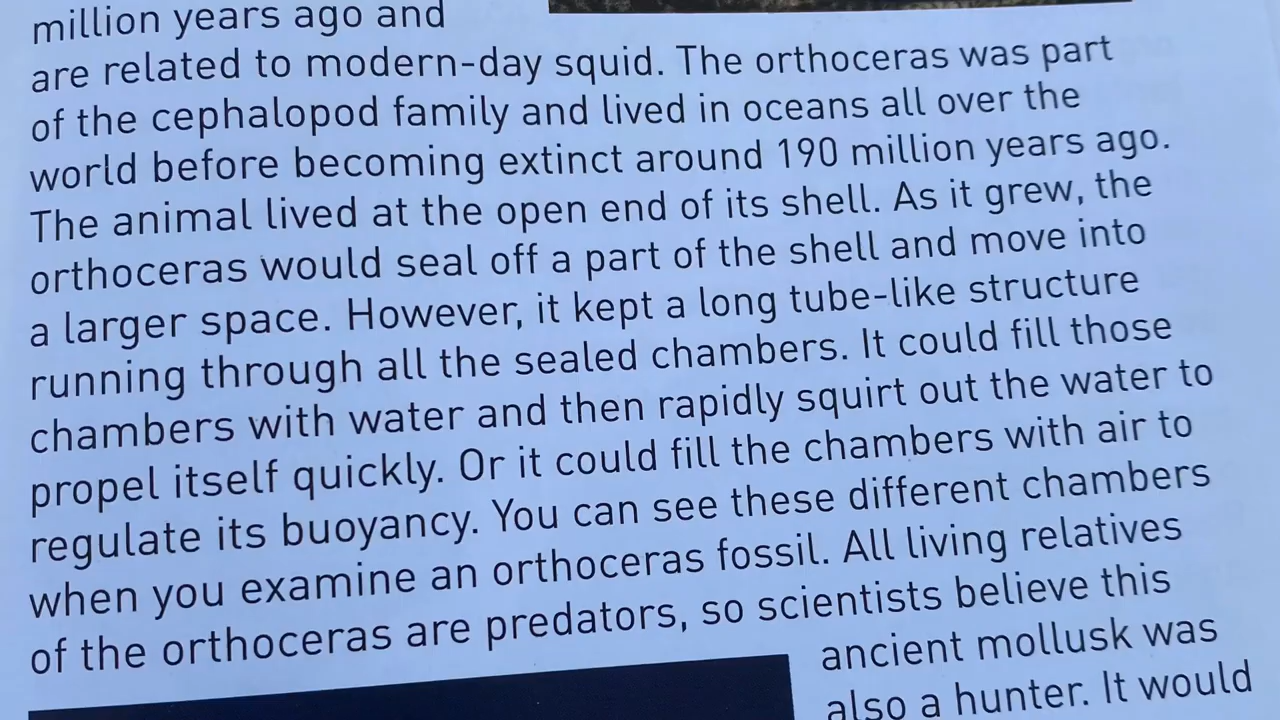 million years ago and
are related to modern-day squid. The orthoceras was part
of the cephalopod family and lived in oceans all over the
world before becoming extinct around 190 million years ago.
The animal lived at the open end of its shell. As it grew, the
orthoceras would seal off a part of the shell and move into
a larger space. However, it kept a long tube-like structure
running through all the sealed chambers. It could fill those
chambers with water and then rapidly squirt out the water to
propel itself quickly. Or it could fill the chambers with air to
regulate its buoyancy. You can see these different chambers
when you examine an orthoceras fossil. All living relatives
of the orthoceras are predators, so scientists believe this
ancient mollusk was
also a hunter. It would